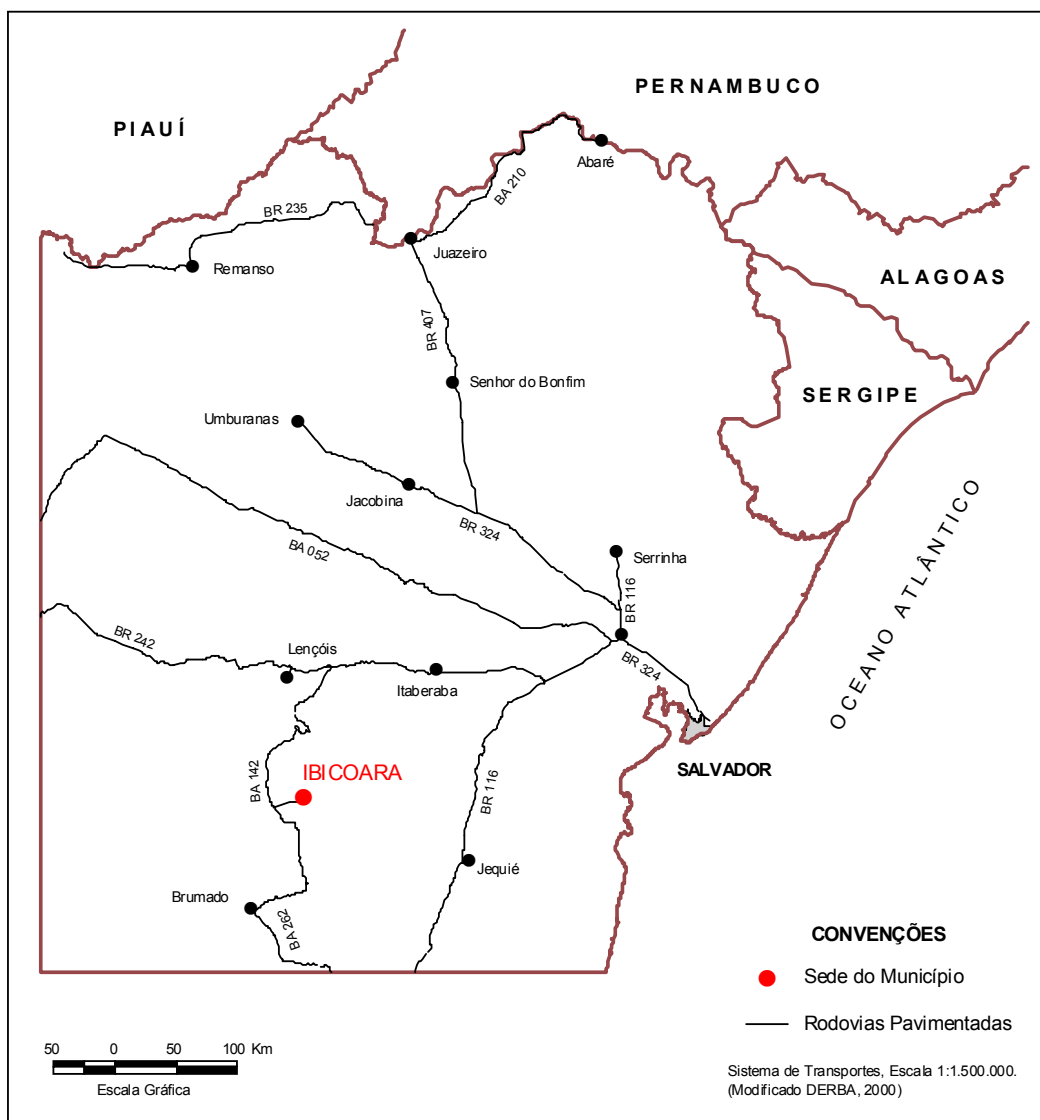 PERNAMBUCO
PIAUÍ
Abaré
BA 210
BR 235
Juazeiro
Remanso
ALAGOAS
BR 407
Senhor do Bonfim
SERGIPE
Umburanas
Jacobina
BR 324
OCEANO ATLÂNTICO
BA 052
Serrinha
BR 116
BR 242
Lençóis
Itaberaba
BR 324
SALVADOR
IBICOARA
BA 142
BR 116
Jequié
Brumado
BA 262
CONVENÇÕES
Sede do Município
Rodovias Pavimentadas
50 0 50 100 Km
Escala Gráfica
Sistema de Transportes, Escala 1:1.500.000.
(Modificado DERBA, 2000)